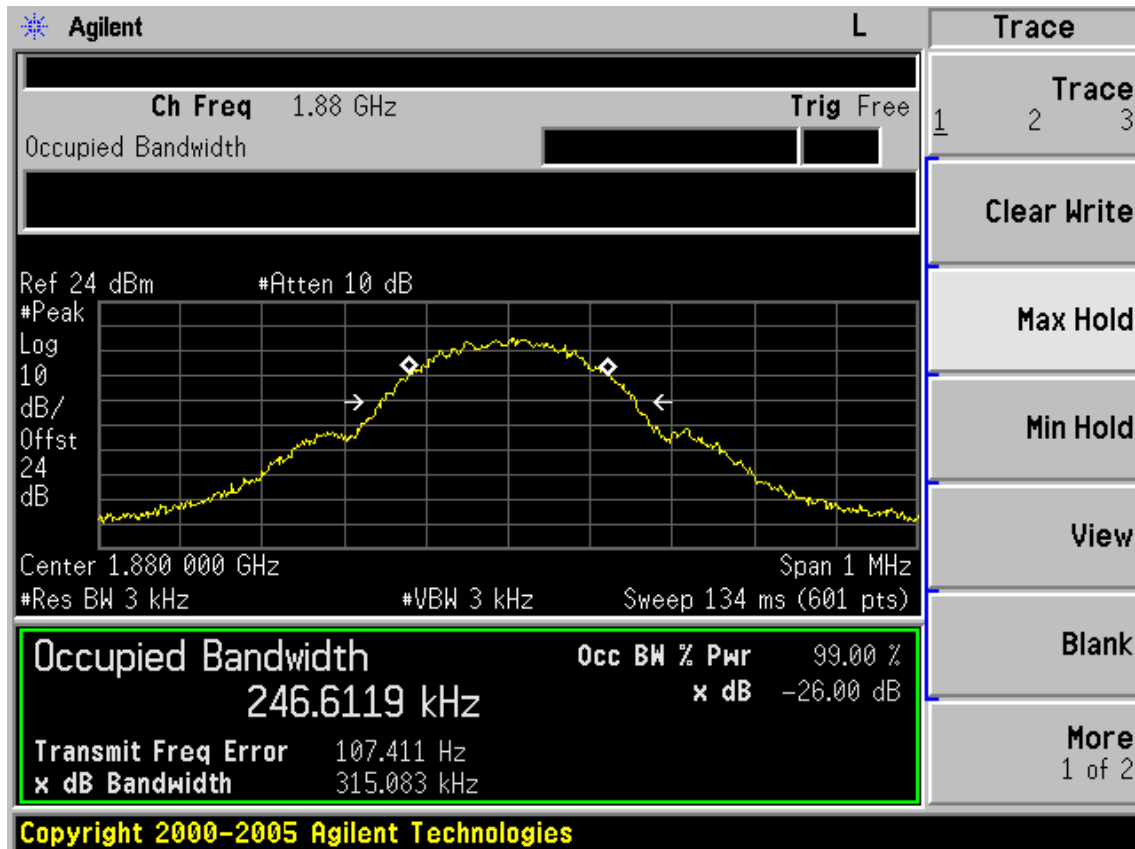 Agilent L Trace
Ch Freq 1.88 GHz Trig Free
Occupied Bandwidth
Trace
1 2 3
Clear Write
Max Hold
Min Hold
View
Blank
More
1 of 2
Ref 24 dBm #Atten 10 dB
#Peak
Log
10
dB/
Offst
24
dB
Center 1.880 000 GHz Span 1 MHz
#Res BW 3 kHz #VBW 3 kHz Sweep 134 ms (601 pts)
Occupied Bandwidth Occ BW % Pwr 99.00 %
246.6119 kHz x dB -26.00 dB
Transmit Freq Error 107.411 Hz
x dB Bandwidth 315.083 kHz
Copyright 2000-2005 Agilent Technologies